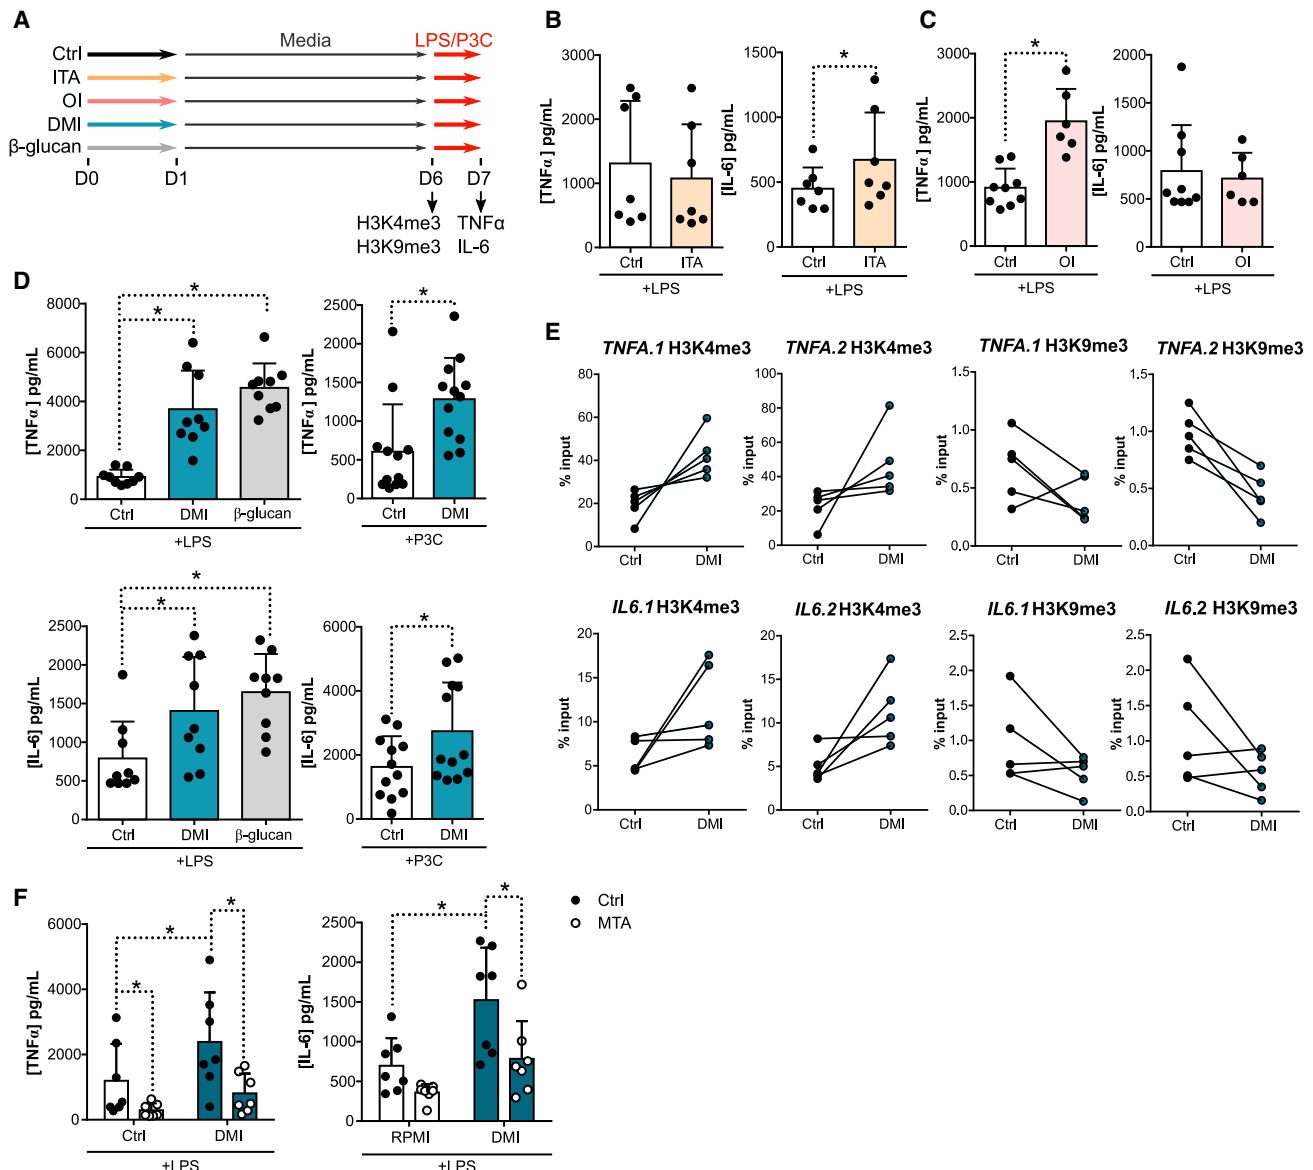 A
Ctrl
ITA
OI
DMI
β-glucan
Media
LPS/P3C
D0
D1
D6
D7
H3K4me3
H3K9me3
TNFα
IL-6
B
[TNFα] pg/mL
3000
2000
1000
0
Ctrl
ITA
+LPS
[IL-6] pg/mL
1500
1000
500
0
*
Ctrl
ITA
+LPS
C
[TNFα] pg/mL
3000
2000
1000
0
*
Ctrl
OI
+LPS
[IL-6] pg/mL
2000
1500
1000
500
0
Ctrl
OI
+LPS
D
[TNFα] pg/mL
8000
6000
4000
2000
0
*
*
Ctrl
DMI
β-glucan
+LPS
[TNFα] pg/mL
2500
2000
1500
1000
500
0
*
Ctrl
DMI
+P3C
[IL-6] pg/mL
2500
2000
1500
1000
500
0
*
*
Ctrl
DMI
β-glucan
+LPS
[IL-6] pg/mL
6000
4000
2000
0
*
Ctrl
DMI
+P3C
E
TNFA.1 H3K4me3
% input
80
60
40
20
0
Ctrl
DMI
TNFA.2 H3K4me3
% input
100
80
60
40
20
0
Ctrl
DMI
TNFA.1 H3K9me3
% input
1.5
1.0
0.5
0.0
Ctrl
DMI
TNFA.2 H3K9me3
% input
1.5
1.0
0.5
0.0
Ctrl
DMI
IL6.1 H3K4me3
% input
20
15
10
5
0
Ctrl
DMI
IL6.2 H3K4me3
% input
20
15
10
5
0
Ctrl
DMI
IL6.1 H3K9me3
% input
2.5
2.0
1.5
1.0
0.5
0.0
Ctrl
DMI
IL6.2 H3K9me3
% input
2.5
2.0
1.5
1.0
0.5
0.0
Ctrl
DMI
F
[TNFα] pg/mL
6000
4000
2000
0
*
*
*
Ctrl
DMI
+LPS
[IL-6] pg/mL
2500
2000
1500
1000
500
0
*
*
RPMI
DMI
+LPS
Ctrl
MTA